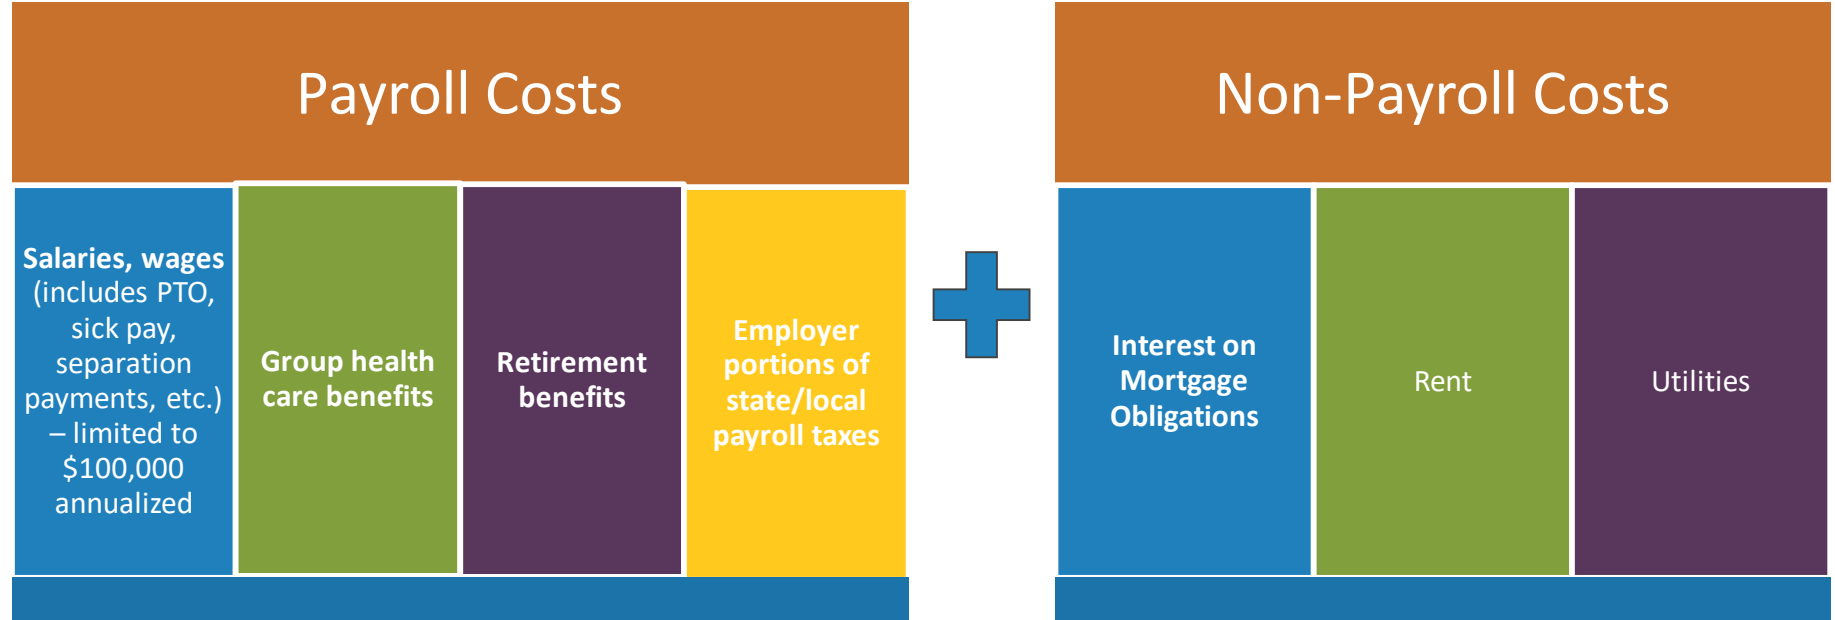 Payroll Costs
Non-Payroll Costs
Salaries, wages
(includes PTO,
sick pay,
separation
payments, etc.)
– limited to
$100,000
annualized
Group health
care benefits
Retirement
benefits
Employer
portions of
state/local
payroll taxes
Interest on
Mortgage
Obligations
Rent
Utilities